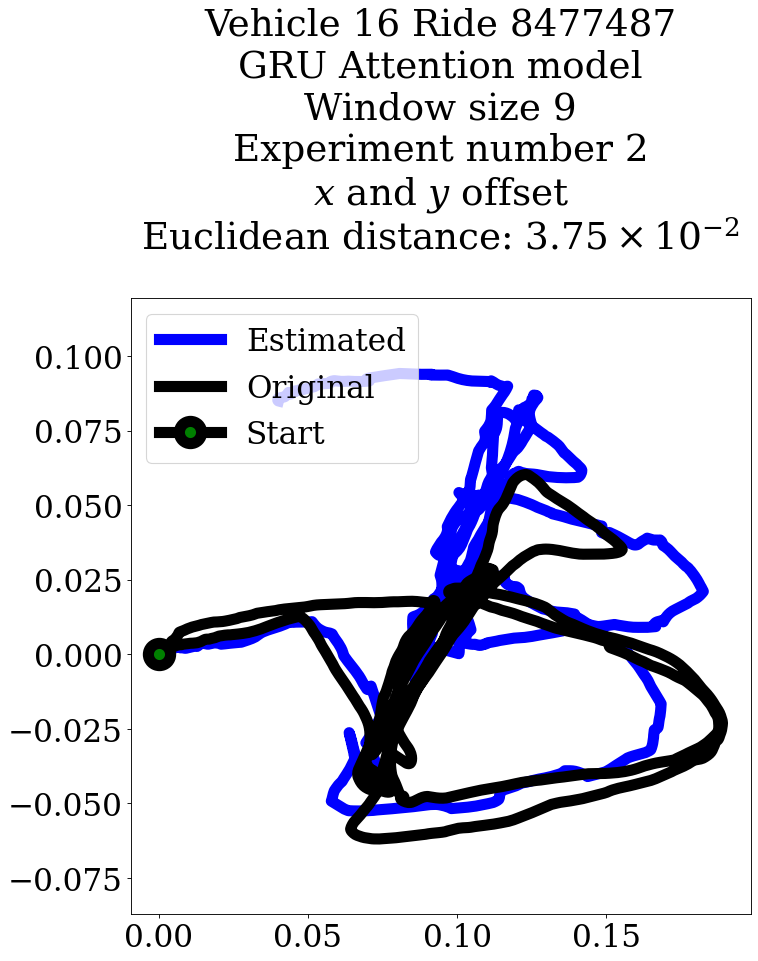 Vehicle 16 Ride 8477487
GRU Attention model
Window size 9
Experiment number 2
x and y offset
Euclidean distance: 3.75 × 10⁻²
Estimated
Original
Start
0.100
0.075
0.050
0.025
0.000
−0.025
−0.050
−0.075
0.00 0.05 0.10 0.15